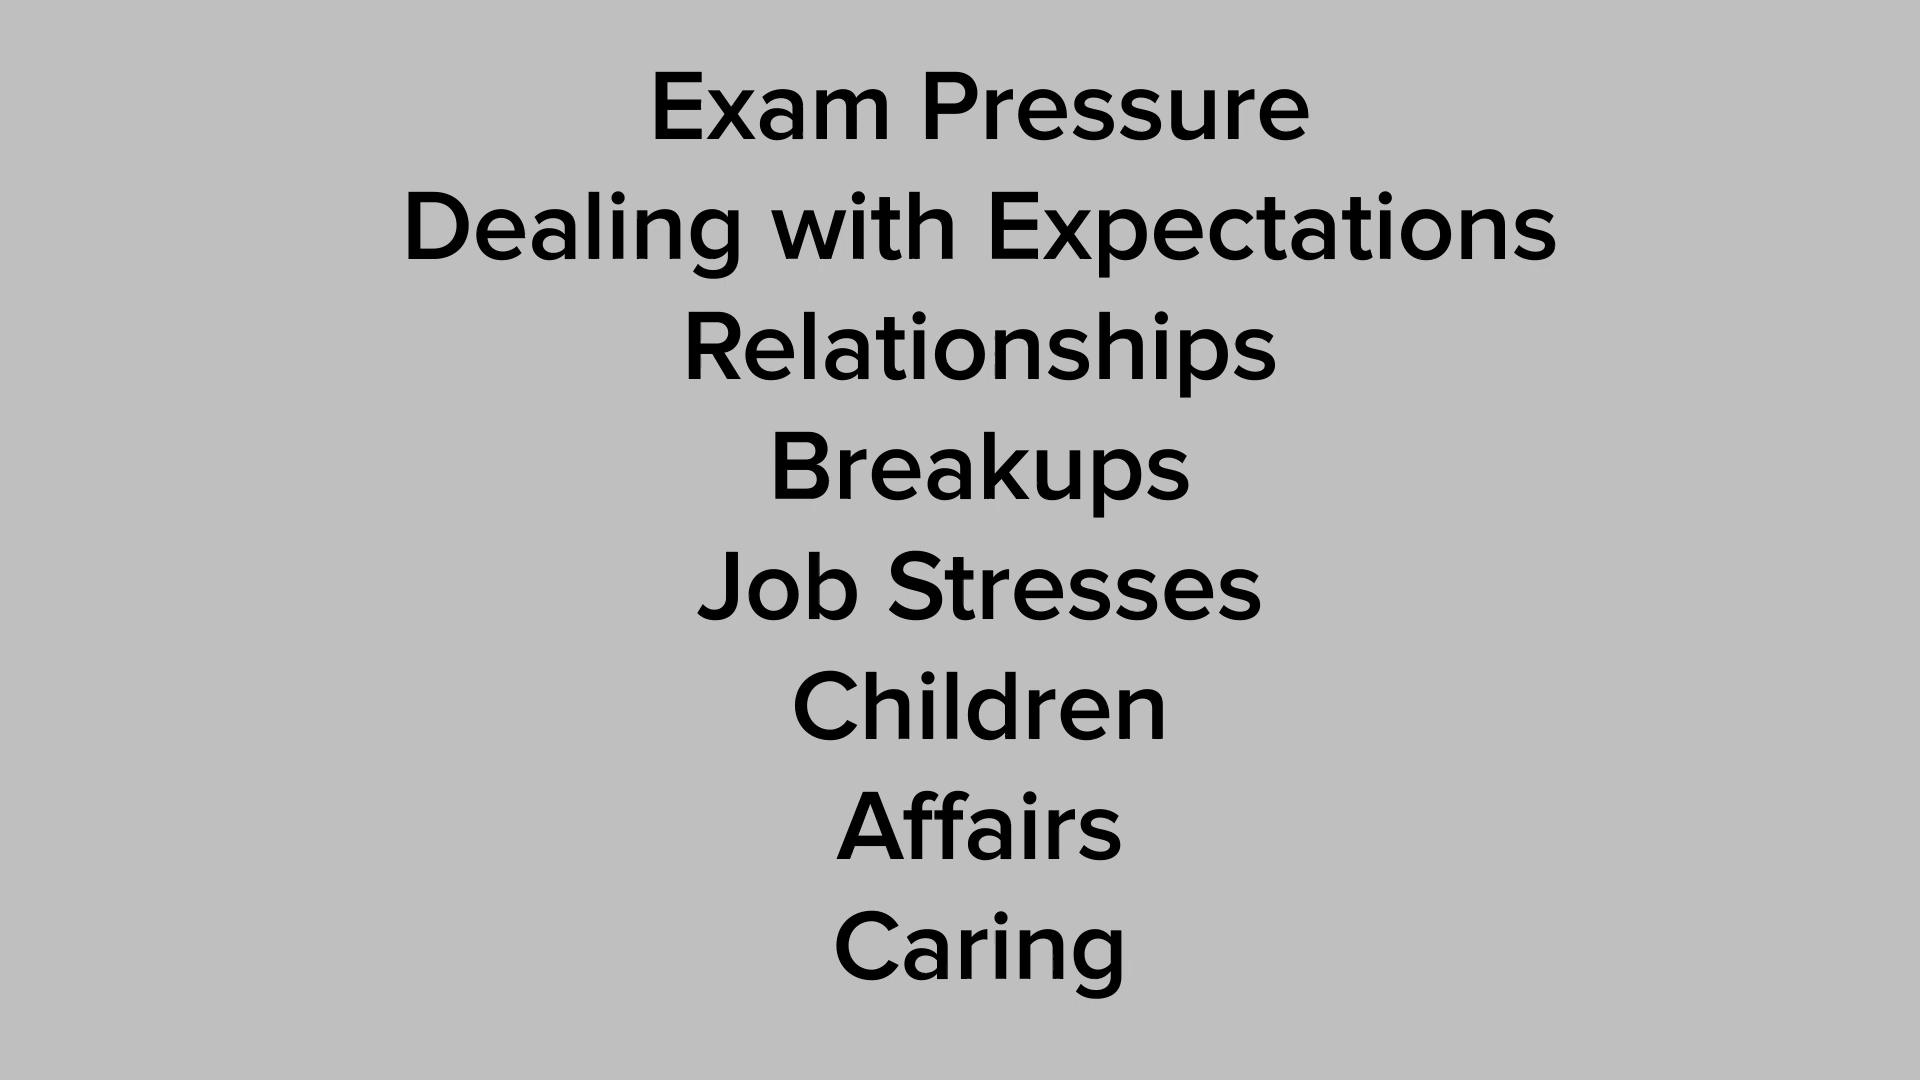 Exam Pressure
Dealing with Expectations
Relationships
Breakups
Job Stresses
Children
Affairs
Caring